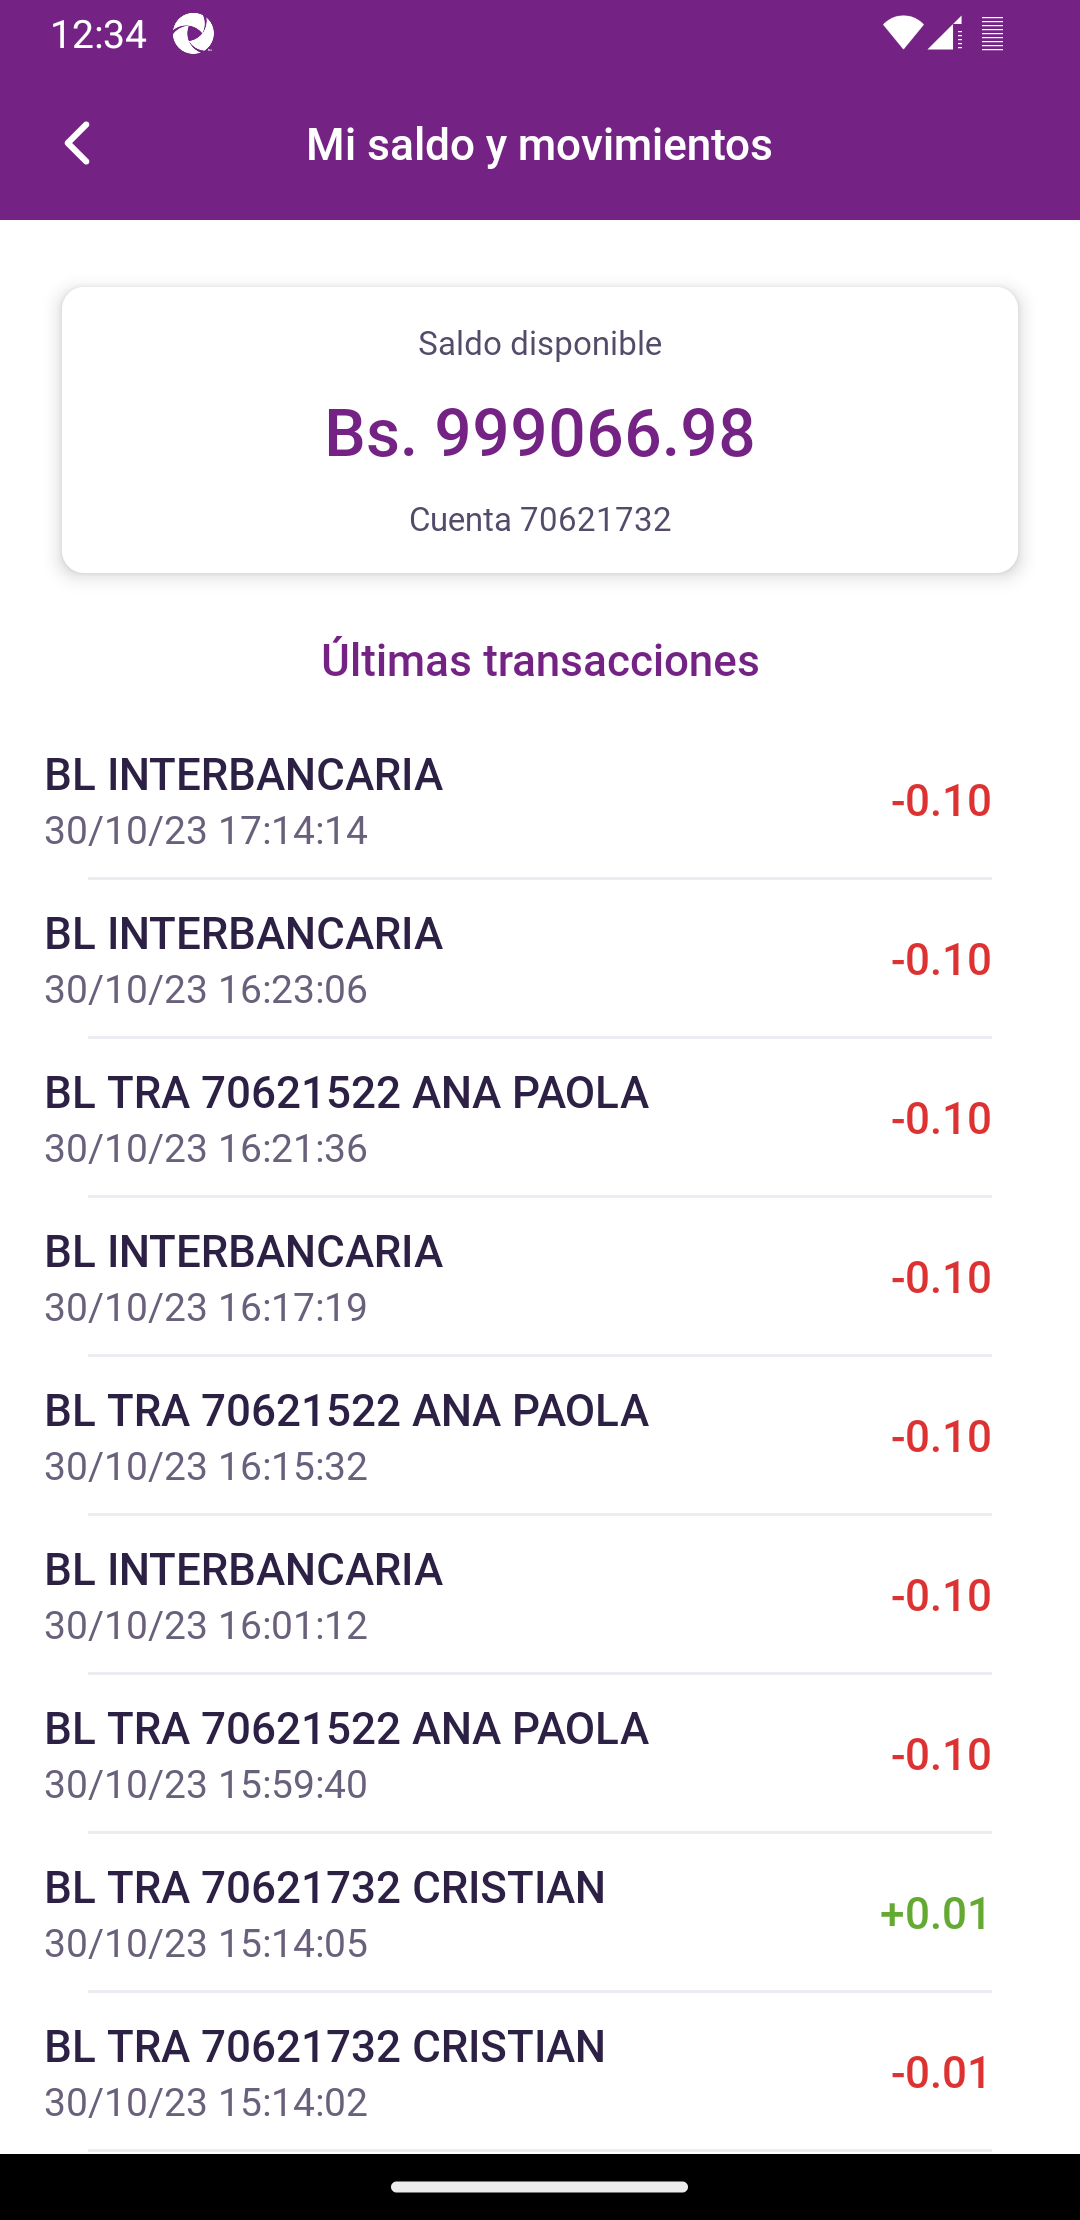 12:34
Mi saldo y movimientos
Saldo disponible
Bs. 999066.98
Cuenta 70621732
Últimas transacciones
BL INTERBANCARIA
-0.10
30/10/23 17:14:14
BL INTERBANCARIA
-0.10
30/10/23 16:23:06
BL TRA 70621522 ANA PAOLA
-0.10
30/10/23 16:21:36
BL INTERBANCARIA
-0.10
30/10/23 16:17:19
BL TRA 70621522 ANA PAOLA
-0.10
30/10/23 16:15:32
BL INTERBANCARIA
-0.10
30/10/23 16:01:12
BL TRA 70621522 ANA PAOLA
-0.10
30/10/23 15:59:40
BL TRA 70621732 CRISTIAN
+0.01
30/10/23 15:14:05
BL TRA 70621732 CRISTIAN
-0.01
30/10/23 15:14:02